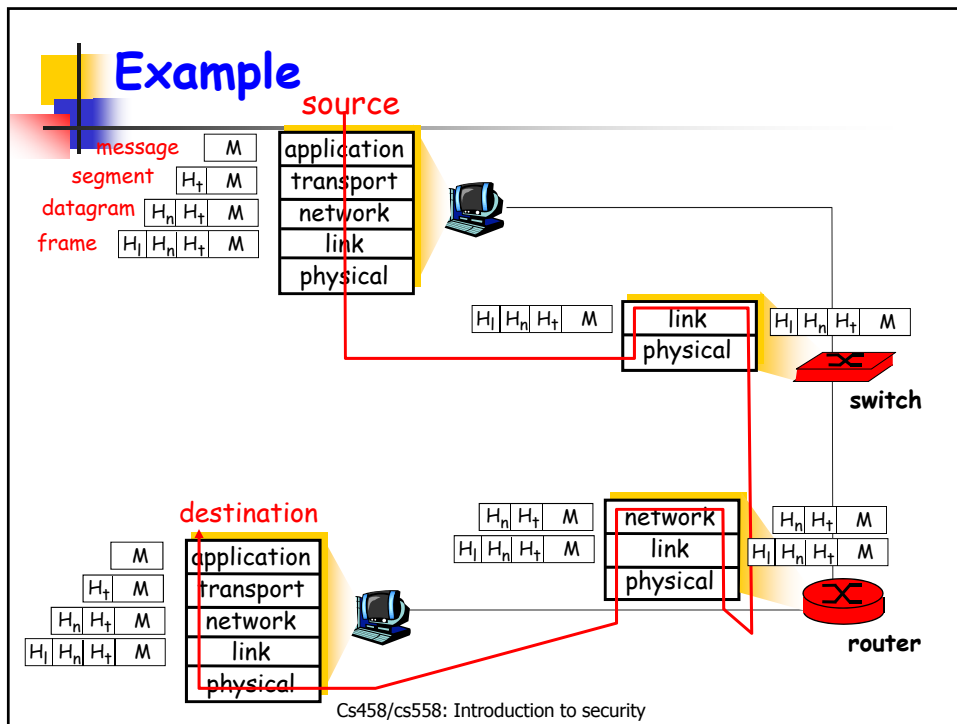 Example
source
message M application
segment Ht M transport
datagram Hn Ht M network
frame Hl Hn Ht M link
physical
Hl Hn Ht M link Hl Hn Ht M
physical
switch
destination
Hn Ht M network Hn Ht M
Hl Hn Ht M link Hl Hn Ht M
physical
router
M application
Ht M transport
Hn Ht M network
Hl Hn Ht M link
physical
Cs458/cs558: Introduction to security